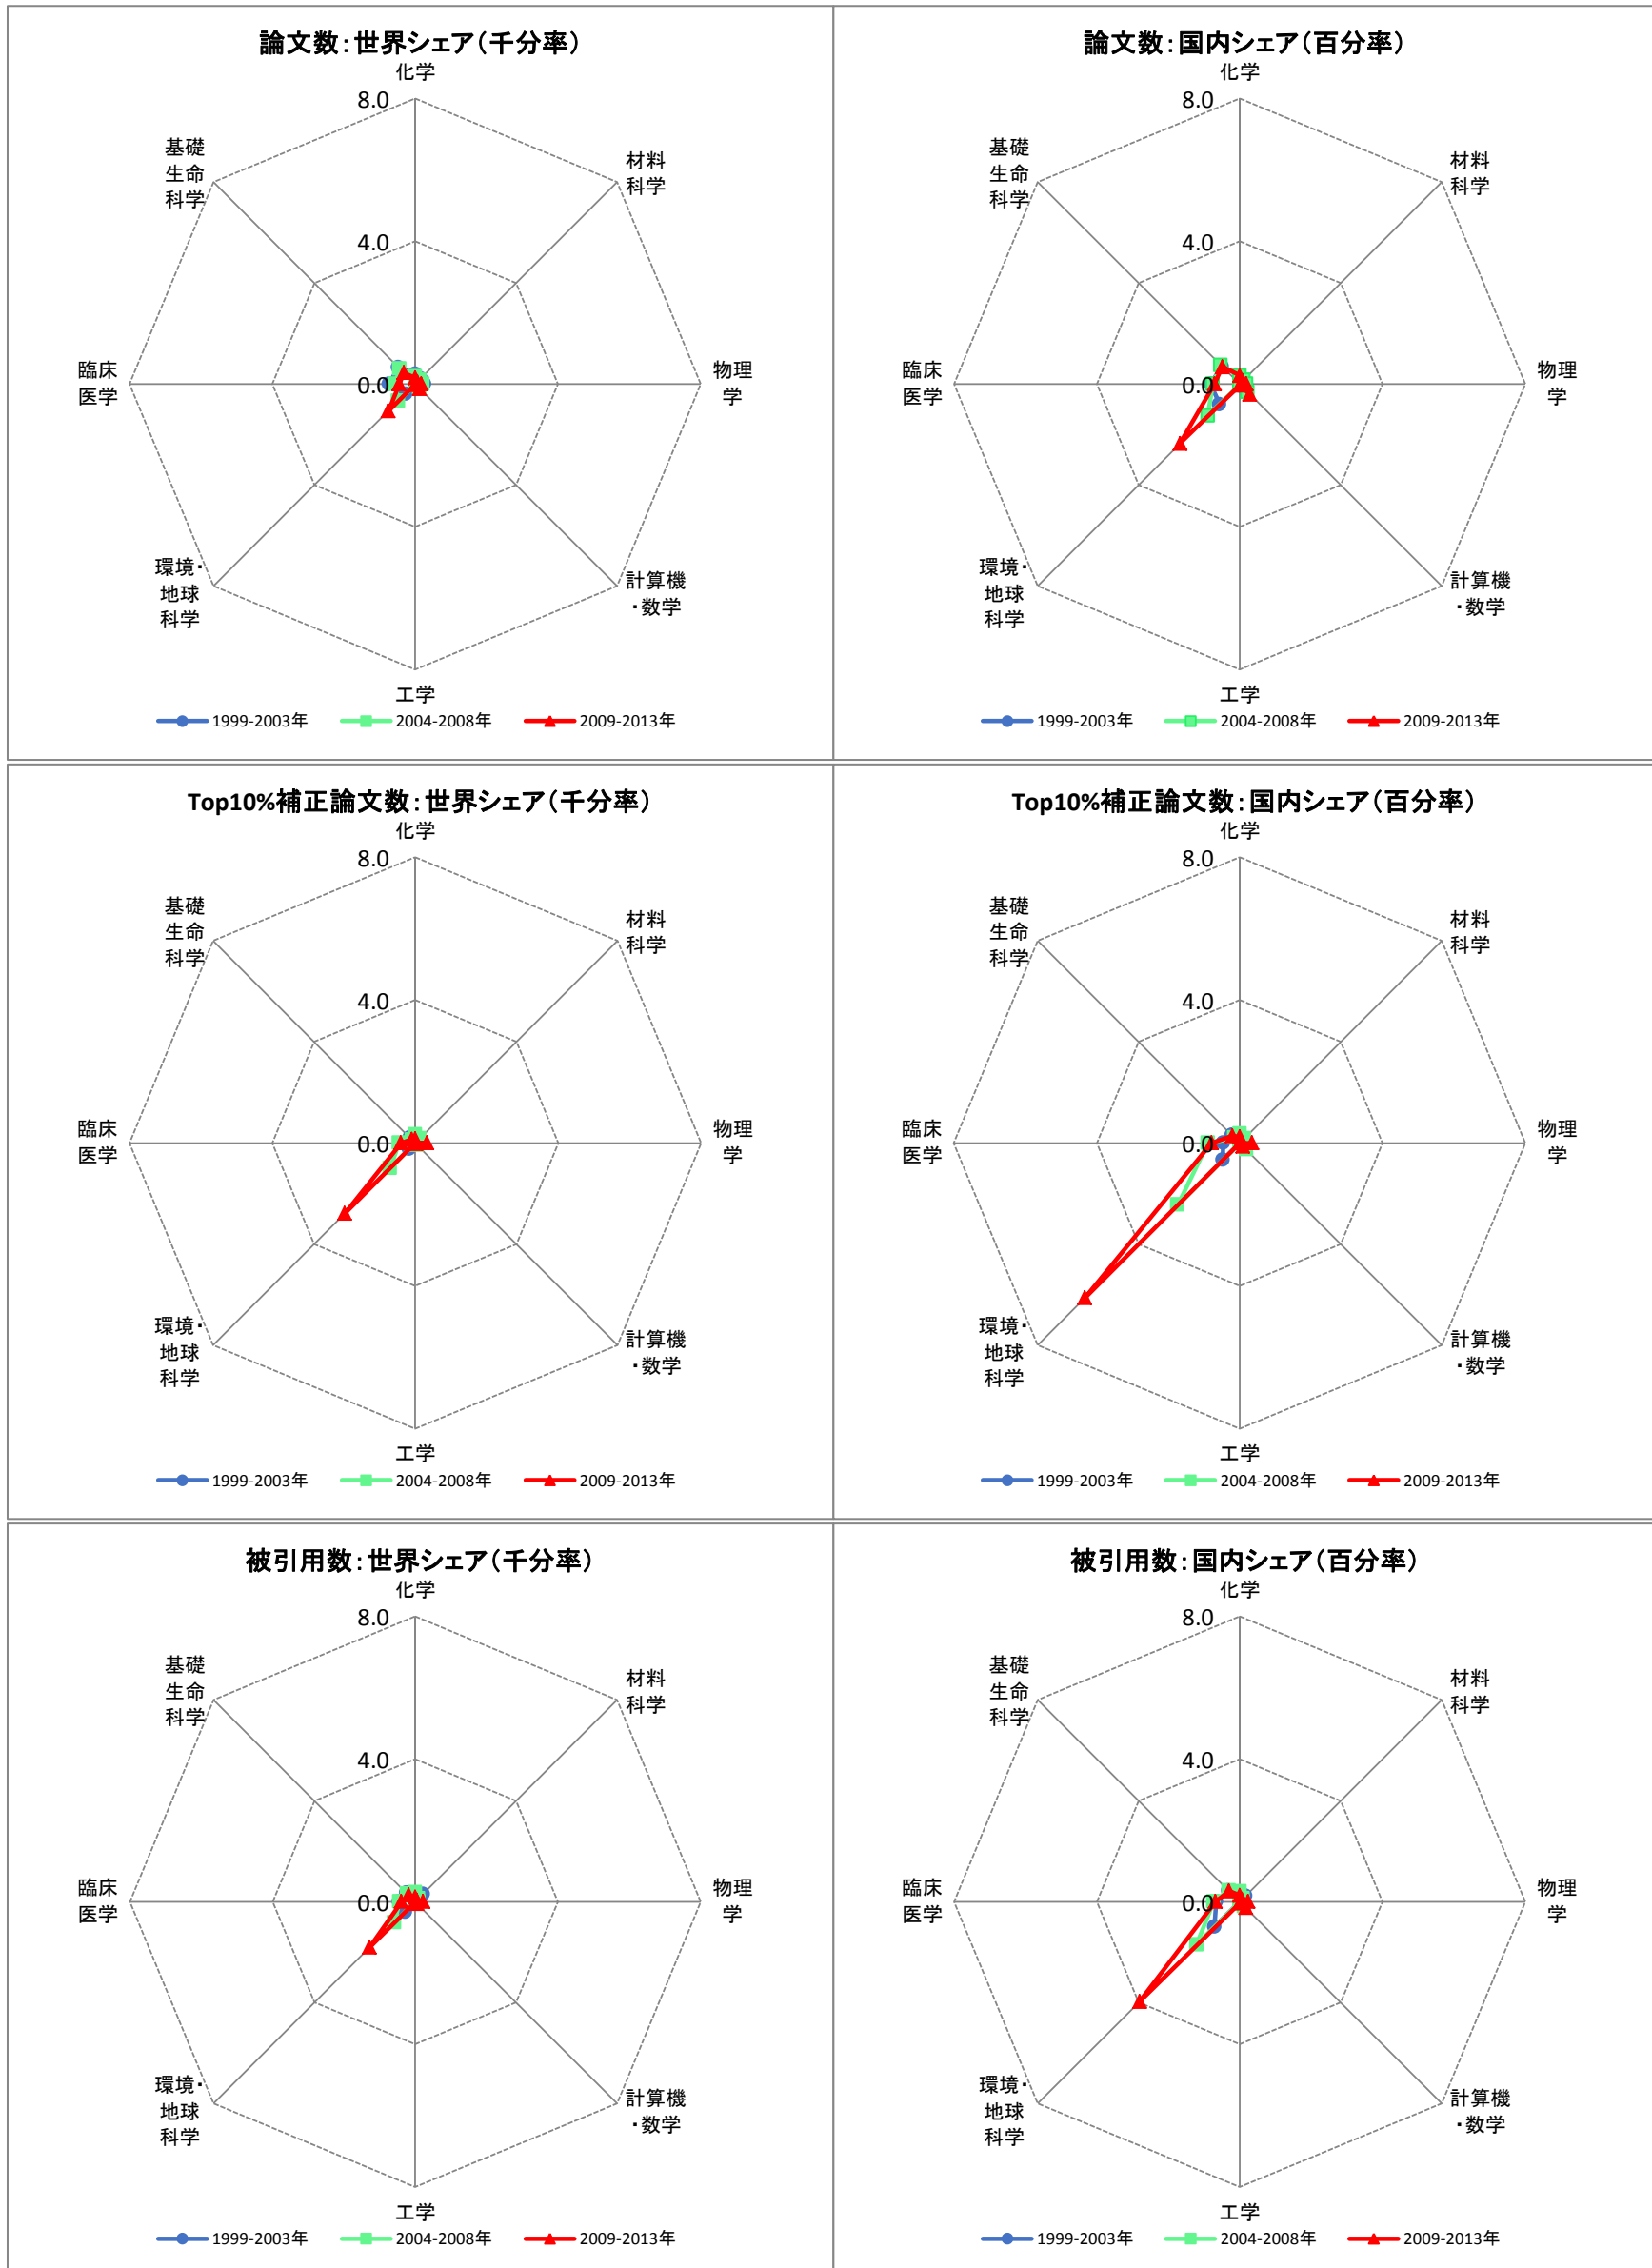 論文数：世界シェア（千分率）
化学
8.0
基礎
生命
科学
材料
科学
4.0
臨床
医学
0.0
物理
学
環境・
地球
科学
計算機
・数学
工学
1999-2003年 2004-2008年 2009-2013年
論文数：国内シェア（百分率）
化学
8.0
基礎
生命
科学
材料
科学
4.0
臨床
医学
0.0
物理
学
環境・
地球
科学
計算機
・数学
工学
1999-2003年 2004-2008年 2009-2013年
Top10%補正論文数：世界シェア（千分率）
化学
8.0
基礎
生命
科学
材料
科学
4.0
臨床
医学
0.0
物理
学
環境・
地球
科学
計算機
・数学
工学
1999-2003年 2004-2008年 2009-2013年
Top10%補正論文数：国内シェア（百分率）
化学
8.0
基礎
生命
科学
材料
科学
4.0
臨床
医学
0.0
物理
学
環境・
地球
科学
計算機
・数学
工学
1999-2003年 2004-2008年 2009-2013年
被引用数：世界シェア（千分率）
化学
8.0
基礎
生命
科学
材料
科学
4.0
臨床
医学
0.0
物理
学
環境・
地球
科学
計算機
・数学
工学
1999-2003年 2004-2008年 2009-2013年
被引用数：国内シェア（百分率）
化学
8.0
基礎
生命
科学
材料
科学
4.0
臨床
医学
0.0
物理
学
環境・
地球
科学
計算機
・数学
工学
1999-2003年 2004-2008年 2009-2013年